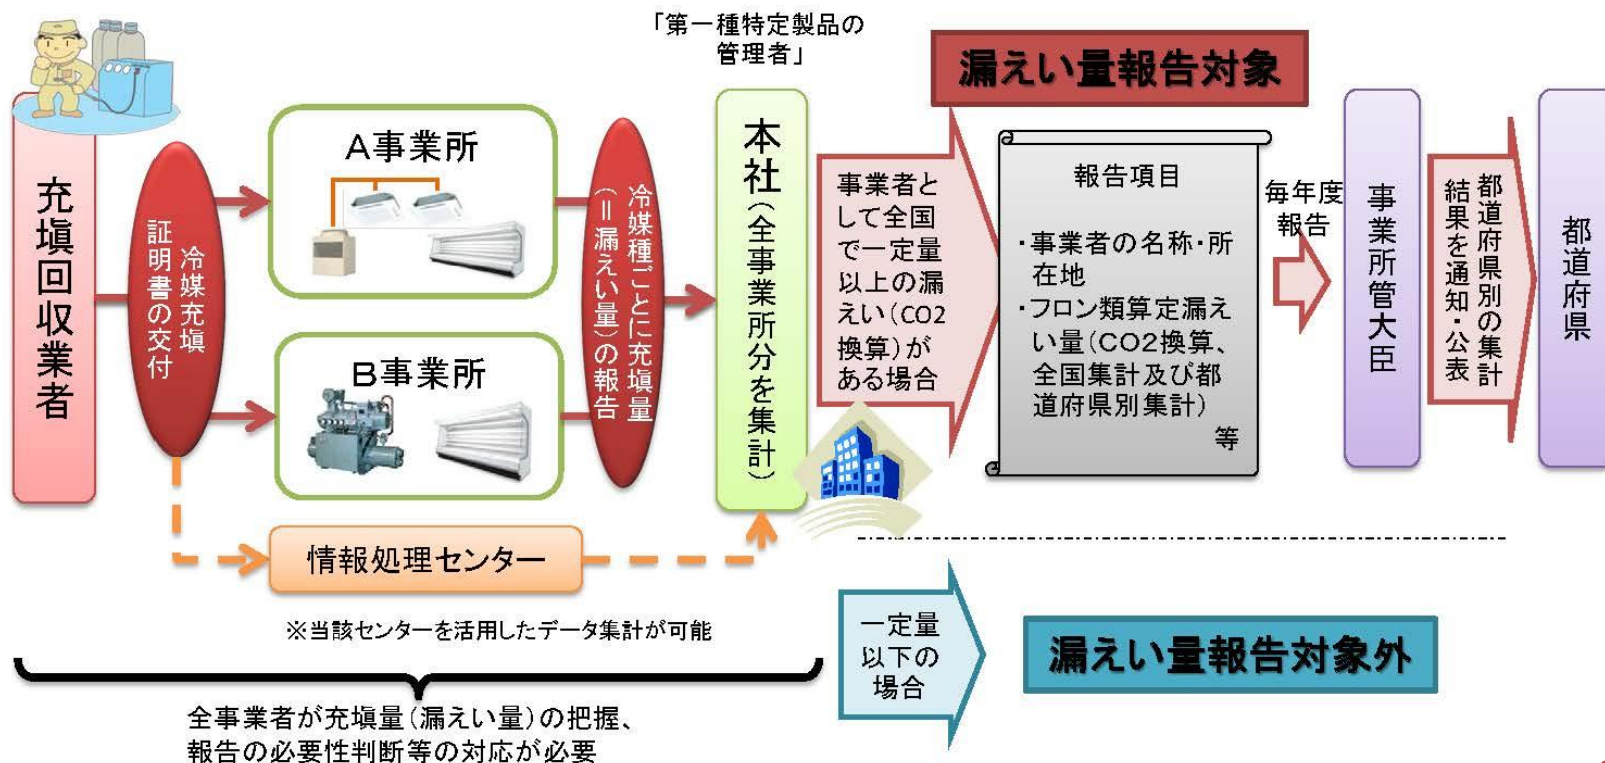 「第一種特定製品の
管理者」
充填回収業者
冷媒充填
証明書の交付
A事業所
B事業所
冷媒種ごとに充填量
(=漏えい量)の報告
本社(全事業所分を集計)
情報処理センター
※当該センターを活用したデータ集計が可能
全事業者が充填量(漏えい量)の把握、
報告の必要性判断等の対応が必要
漏えい量報告対象
事業者と
して全国
で一定量
以上の漏
えい(CO2
換算)が
ある場合
報告項目
・事業者の名称・所
在地
・フロン類算定漏え
い量(CO2換算、
全国集計及び都
道府県別集計)
等
毎年度
報告
事業所管大臣
都道府県別の集計
結果を通知・公表
都道府県
一定量
以下の
場合
漏えい量報告対象外